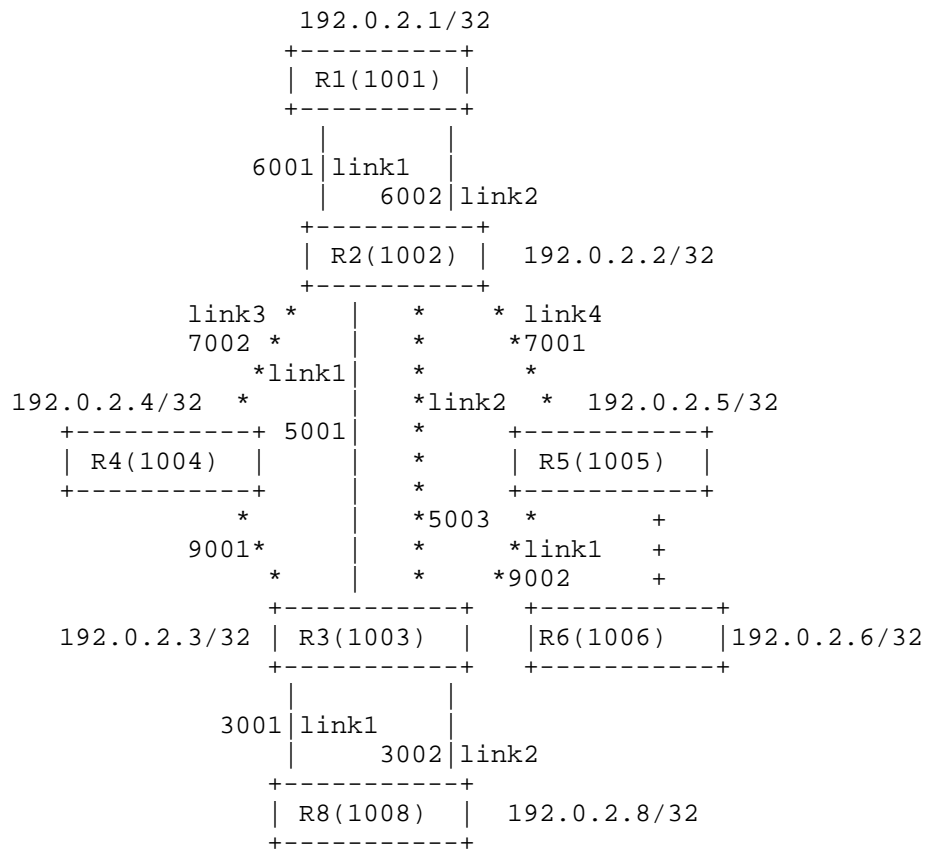 192.0.2.1/32
R1(1001)
6001 link1
6002 link2
R2(1002) 192.0.2.2/32
link3 link4
7002 7001
link1
192.0.2.4/32 link2 192.0.2.5/32
5001
R4(1004) R5(1005)
5003
9001 link1
9002
192.0.2.3/32 R3(1003) R6(1006) 192.0.2.6/32
3001 link1
3002 link2
R8(1008) 192.0.2.8/32